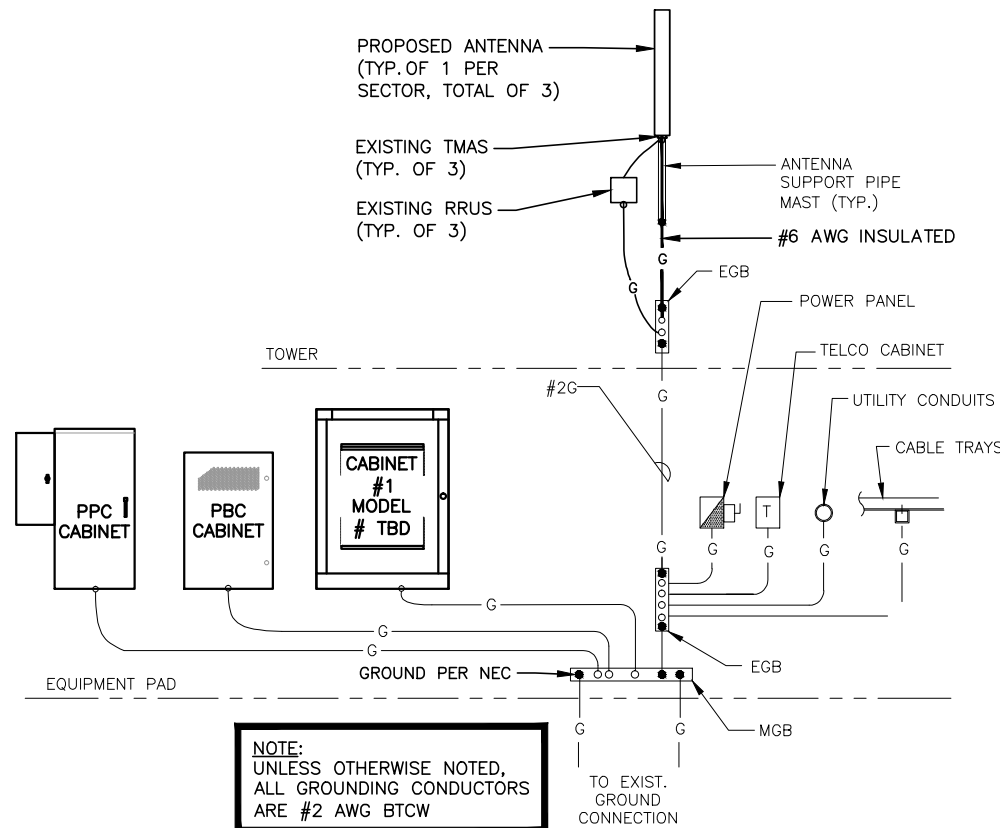 PROPOSED ANTENNA
(TYP. OF 1 PER
SECTOR, TOTAL OF 3)
EXISTING TMAS
(TYP. OF 3)
ANTENNA
SUPPORT PIPE
MAST (TYP.)
EXISTING RRUS
(TYP. OF 3)
#6 AWG INSULATED
G
G
EGB
POWER PANEL
TOWER
TELCO CABINET
#2G
G
UTILITY CONDUITS
CABLE TRAYS
PPC
CABINET
PBC
CABINET
CABINET
#1
MODEL
# TBD
T
G
G
G
G
G
G
G
G
GROUND PER NEC
EGB
EQUIPMENT PAD
MGB
G
G
NOTE:
UNLESS OTHERWISE NOTED,
ALL GROUNDING CONDUCTORS
ARE #2 AWG BTCW
TO EXIST.
GROUND
CONNECTION